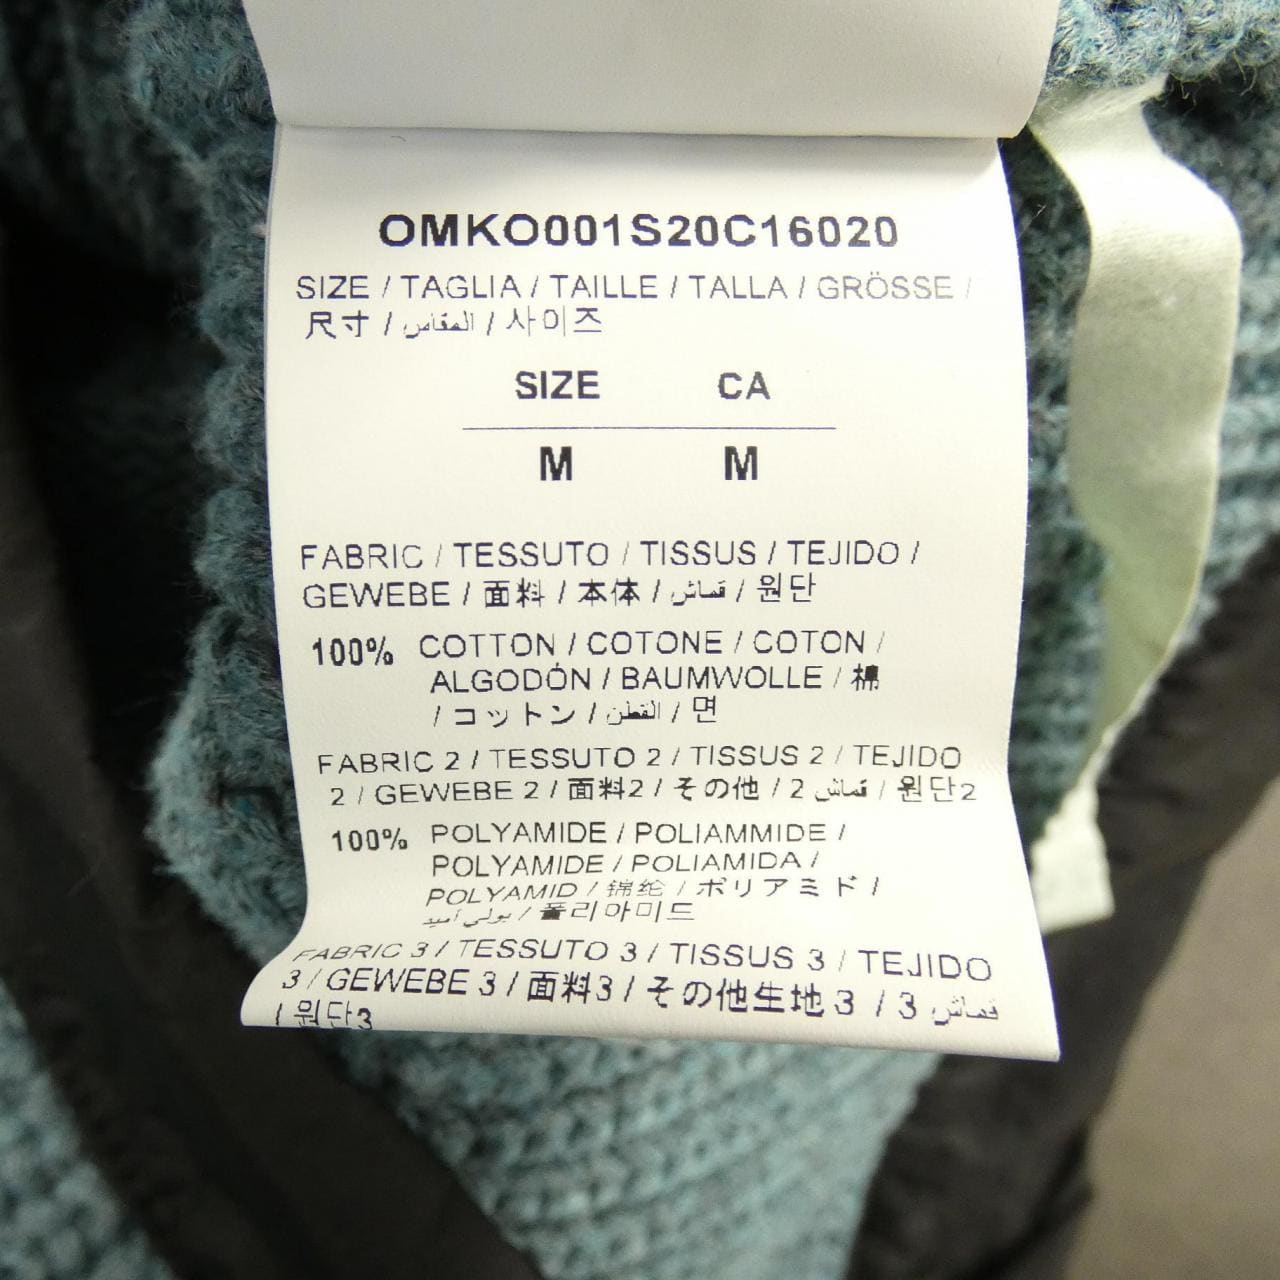 OMKO001S20C16020
SIZE / TAGLIA / TAILLE / TALLA / GRÖSSE /
尺寸 / المقاس / 사이즈
SIZE CA
M M
FABRIC / TESSUTO / TISSUS / TEJIDO /
GEWEBE / 面料 / 本体 / قماش / 원단
100% COTTON / COTONE / COTON /
ALGODÓN / BAUMWOLLE / 棉
/ コットン / القطن / 면
FABRIC 2 / TESSUTO 2 / TISSUS 2 / TEJIDO
2 / GEWEBE 2 / 面料2 / その他 / 2 قماش / 원단2
100% POLYAMIDE / POLIAMMIDE /
POLYAMIDE / POLIAMIDA /
POLYAMID / 锦纶 / ポリアミド /
بولي أميد / 폴리아미드
FABRIC 3 / TESSUTO 3 / TISSUS 3 / TEJIDO
3 / GEWEBE 3 / 面料3 / その他生地 3 / 3 قماش
/ 원단3